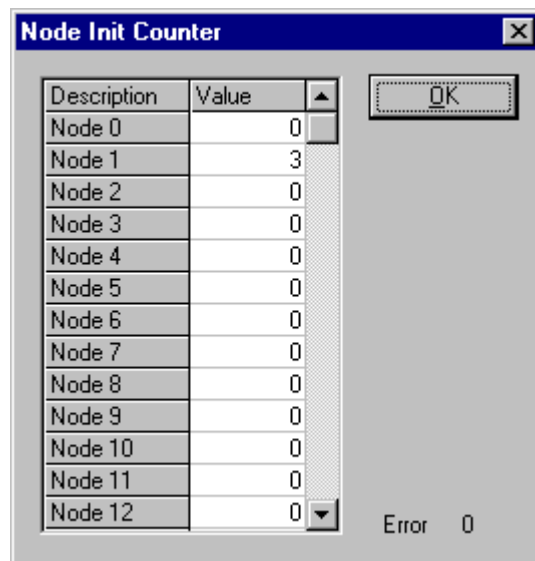 Node Init Counter
Description Value
OK
Node 0 0
Node 1 3
Node 2 0
Node 3 0
Node 4 0
Node 5 0
Node 6 0
Node 7 0
Node 8 0
Node 9 0
Node 10 0
Node 11 0
Node 12 0
Error 0